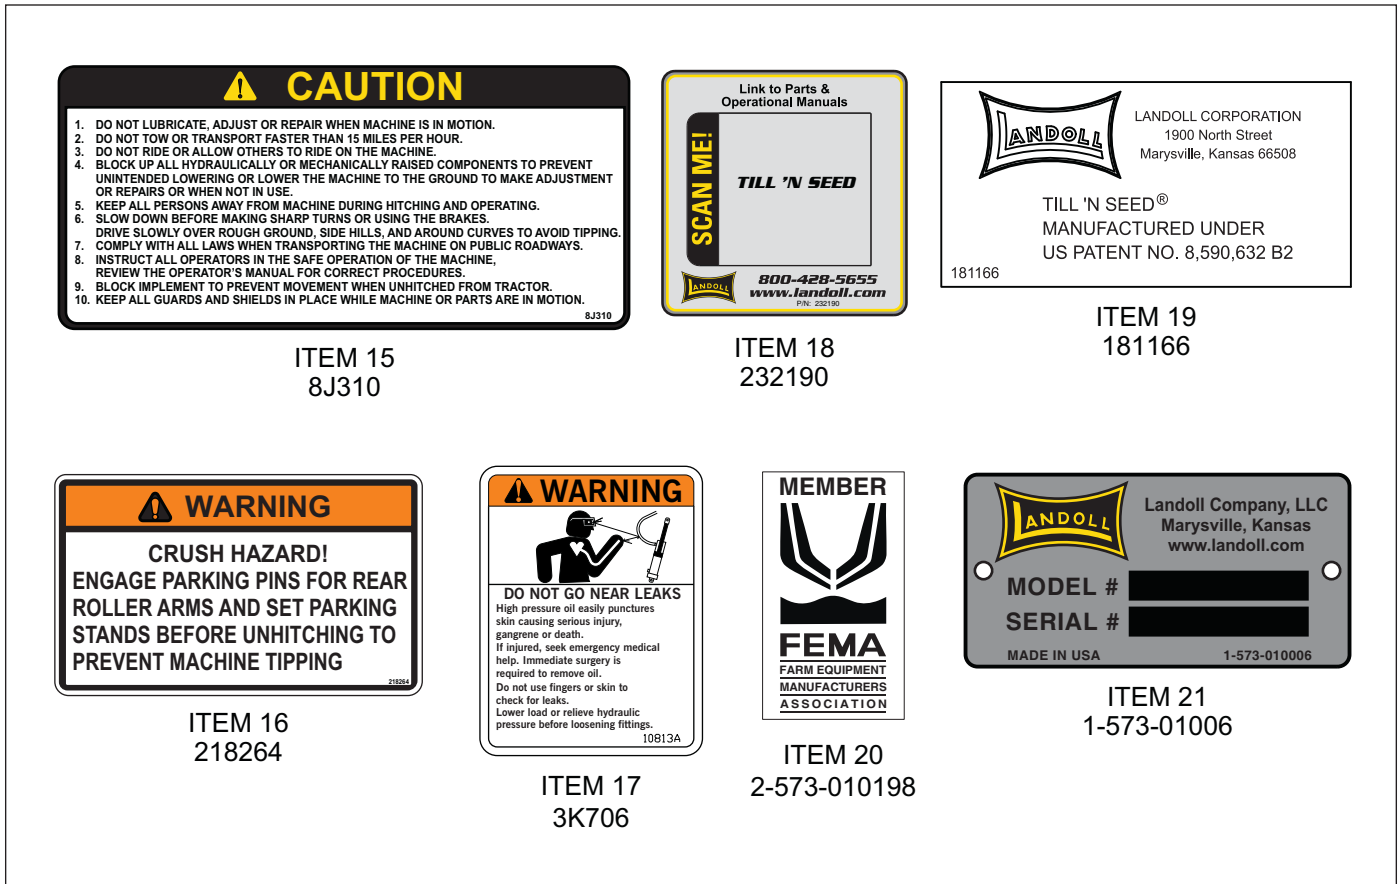 CAUTION
1. DO NOT LUBRICATE, ADJUST OR REPAIR WHEN MACHINE IS IN MOTION.
2. DO NOT TOW OR TRANSPORT FASTER THAN 15 MILES PER HOUR.
3. DO NOT RIDE OR ALLOW OTHERS TO RIDE ON THE MACHINE.
4. BLOCK UP ALL HYDRAULICALLY OR MECHANICALLY RAISED COMPONENTS TO PREVENT
UNINTENDED LOWERING OR LOWER THE MACHINE TO THE GROUND TO MAKE ADJUSTMENT
OR REPAIRS OR WHEN NOT IN USE.
5. KEEP ALL PERSONS AWAY FROM MACHINE DURING HITCHING AND OPERATING.
6. SLOW DOWN BEFORE MAKING SHARP TURNS OR USING THE BRAKES.
DRIVE SLOWLY OVER ROUGH GROUND, SIDE HILLS, AND AROUND CURVES TO AVOID TIPPING.
7. COMPLY WITH ALL LAWS WHEN TRANSPORTING THE MACHINE ON PUBLIC ROADWAYS.
8. INSTRUCT ALL OPERATORS IN THE SAFE OPERATION OF THE MACHINE,
REVIEW THE OPERATOR'S MANUAL FOR CORRECT PROCEDURES.
9. BLOCK IMPLEMENT TO PREVENT MOVEMENT WHEN UNHITCHED FROM TRACTOR.
10. KEEP ALL GUARDS AND SHIELDS IN PLACE WHILE MACHINE OR PARTS ARE IN MOTION.
8J310
ITEM 15
8J310
Link to Parts &
Operational Manuals
SCAN ME!
TILL 'N SEED
LANDOLL
800-428-5655
www.landoll.com
P/N: 232190
ITEM 18
232190
LANDOLL
LANDOLL CORPORATION
1900 North Street
Marysville, Kansas 66508
TILL 'N SEED®
MANUFACTURED UNDER
US PATENT NO. 8,590,632 B2
181166
ITEM 19
181166
WARNING
CRUSH HAZARD!
ENGAGE PARKING PINS FOR REAR
ROLLER ARMS AND SET PARKING
STANDS BEFORE UNHITCHING TO
PREVENT MACHINE TIPPING
218264
ITEM 16
218264
WARNING
DO NOT GO NEAR LEAKS
High pressure oil easily punctures
skin causing serious injury,
gangrene or death.
If injured, seek emergency medical
help. Immediate surgery is
required to remove oil.
Do not use fingers or skin to
check for leaks.
Lower load or relieve hydraulic
pressure before loosening fittings.
10813A
ITEM 17
3K706
MEMBER
FEMA
FARM EQUIPMENT
MANUFACTURERS
ASSOCIATION
ITEM 20
2-573-010198
LANDOLL
Landoll Company, LLC
Marysville, Kansas
www.landoll.com
MODEL #
SERIAL #
MADE IN USA 1-573-010006
ITEM 21
1-573-01006